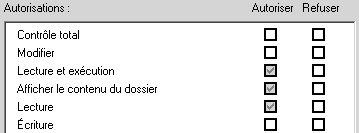 Autorisations : Autoriser Refuser
Contrôle total
Modifier
Lecture et exécution
Afficher le contenu du dossier
Lecture
Écriture